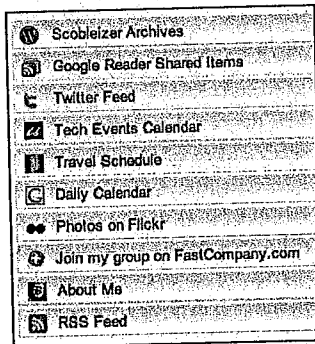 Scobleizer Archives
Google Reader Shared Items
Twitter Feed
Tech Events Calendar
Travel Schedule
Daily Calendar
Photos on Flickr
Join my group on FastCompany.com
About Me
RSS Feed